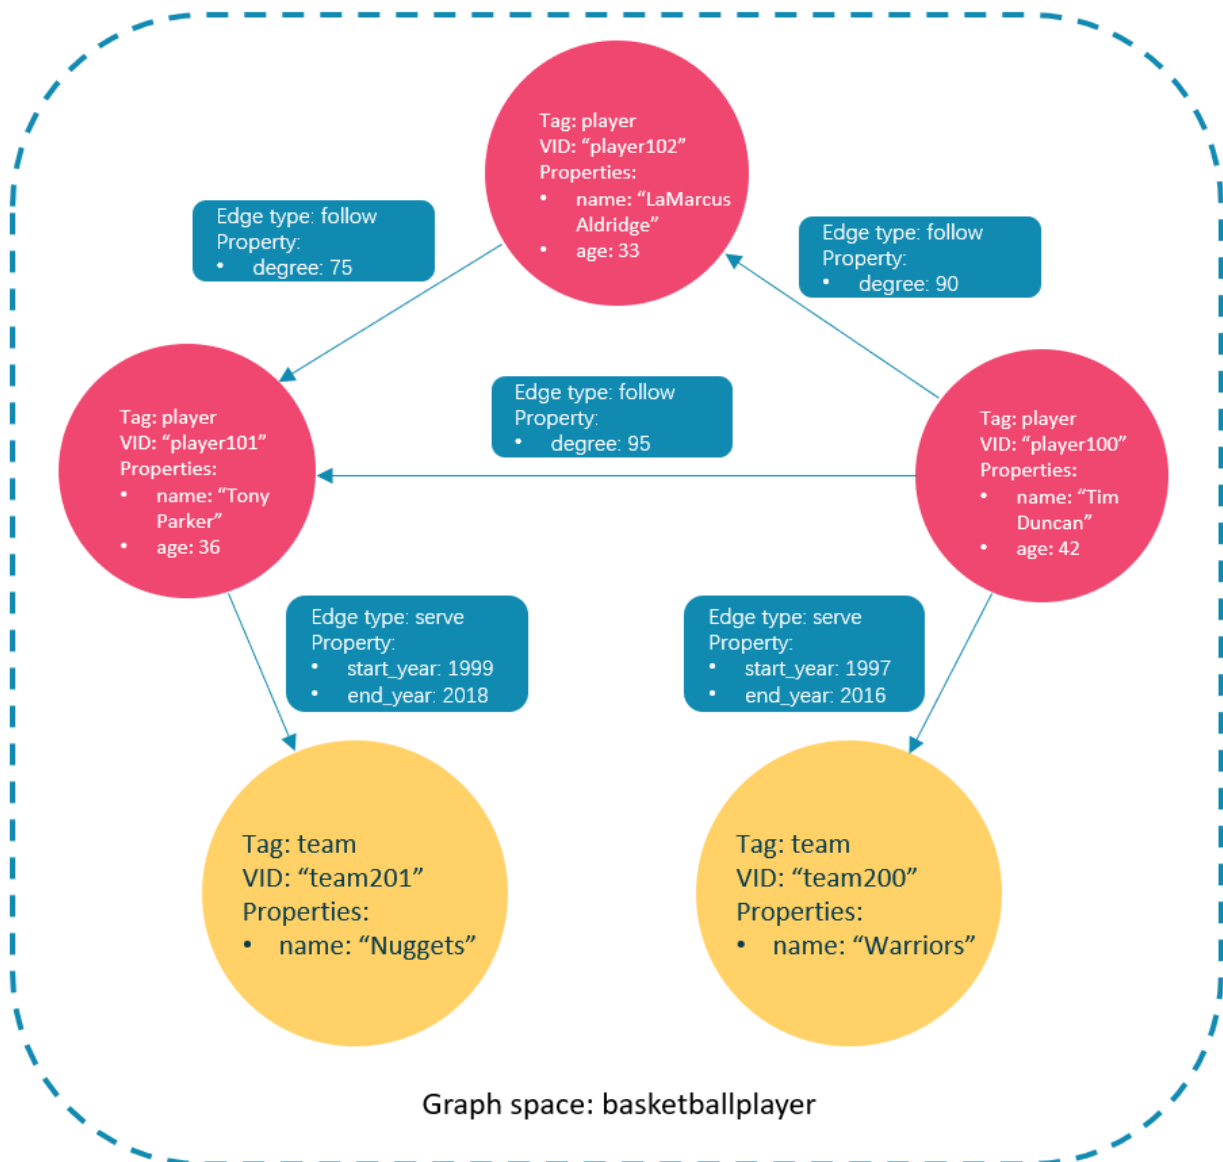 Tag: player
VID: “player102”
Properties:
• name: “LaMarcus
Aldridge”
• age: 33
Edge type: follow
Property:
• degree: 75
Edge type: follow
Property:
• degree: 90
Edge type: follow
Property:
• degree: 95
Tag: player
VID: “player101”
Properties:
• name: “Tony
Parker”
• age: 36
Tag: player
VID: “player100”
Properties:
• name: “Tim
Duncan”
• age: 42
Edge type: serve
Property:
• start_year: 1999
• end_year: 2018
Edge type: serve
Property:
• start_year: 1997
• end_year: 2016
Tag: team
VID: “team201”
Properties:
• name: “Nuggets”
Tag: team
VID: “team200”
Properties:
• name: “Warriors”
Graph space: basketballplayer